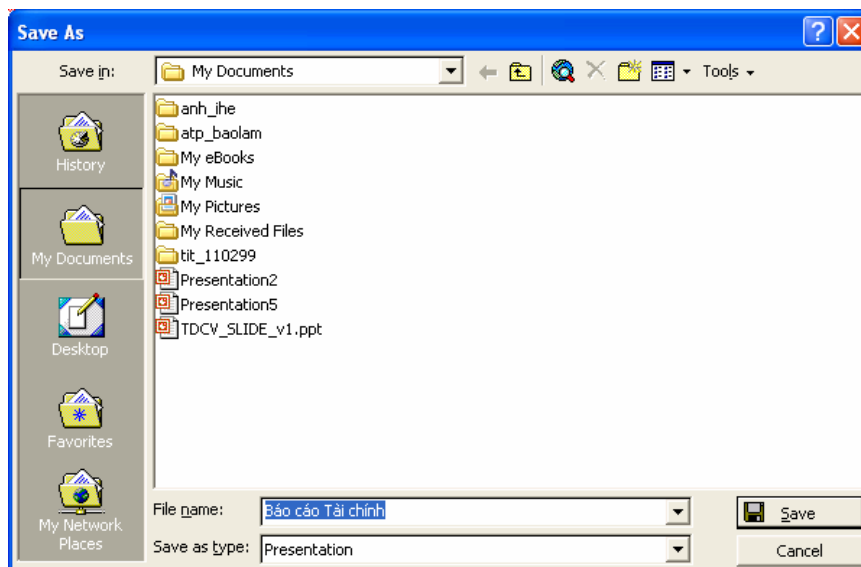 Save As
Save in:
My Documents
Tools
History
My Documents
Desktop
Favorites
My Network
Places
anh_ihe
atp_baolam
My eBooks
My Music
My Pictures
My Received Files
tit_110299
Presentation2
Presentation5
TDCV_SLIDE_v1.ppt
File name:
Báo cáo Tài chính
Save
Save as type:
Presentation
Cancel